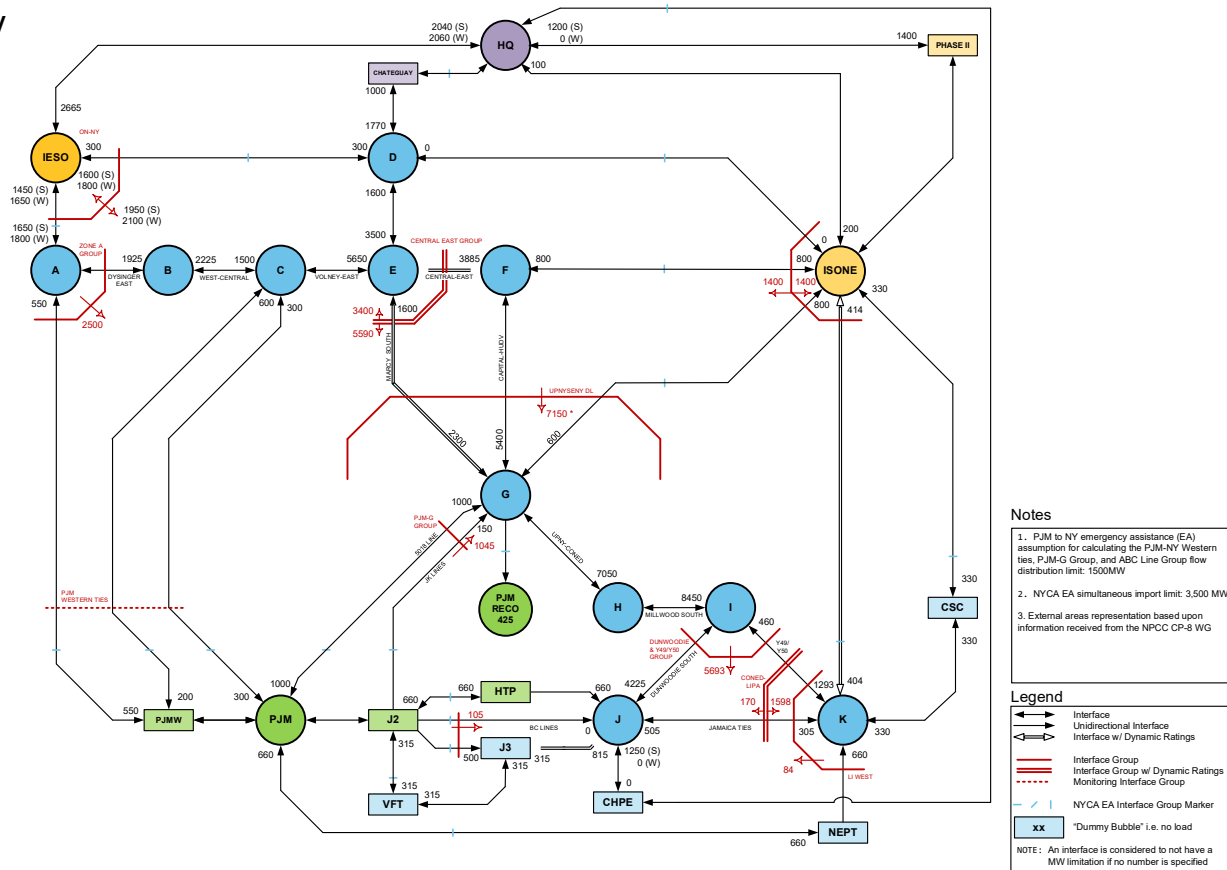 y
2040 (S)
2060 (W)
HQ
1200 (S)
0 (W)
1400
PHASE II
CHATEGUAY
100
1000
2665
1770
ON-NY
IESO
300
300
D
0
1600 (S)
1800 (W)
1450 (S)
1650 (W)
1950 (S)
2100 (W)
1600
1650 (S)
1800 (W)
ZONE A
GROUP
3500
CENTRAL EAST GROUP
0
200
A
1925
DYSINGER
EAST
B
2225
WEST-CENTRAL
1500
C
5650
VOLNEY-EAST
E
3885
CENTRAL-EAST
F
800
800
ISONE
1400
1400
550
2500
600
300
3400
5590
1600
800
414
330
MARCY SOUTH
CAPITAL-HUDV
UPNYSENY DL
7150 *
2300
5400
600
G
1000
PJM-G
GROUP
150
1045
5018 LINE
JK LINES
UPNY-CONED
7050
PJM
RECO
425
H
8450
MILLWOOD SOUTH
I
460
PJM
WESTERN TIES
DUNWOODIE
& Y49/Y50
GROUP
DUNWOODIE SOUTH
5693
Y49/
Y50
CONED-
LIPA
330
CSC
330
170
1598
1293
404
1000
200
300
550
PJMW
PJM
660
J2
660
660
HTP
660
4225
J
505
JAMAICA TIES
305
K
330
105
BC LINES
0
315
500
J3
315
815
1250 (S)
0 (W)
84
LI WEST
660
660
315
VFT
315
315
0
CHPE
660
NEPT
Notes
1. PJM to NY emergency assistance (EA)
assumption for calculating the PJM-NY Western
ties, PJM-G Group, and ABC Line Group flow
distribution limit: 1500MW
2. NYCA EA simultaneous import limit: 3,500 MW
3. External areas representation based upon
information received from the NPCC CP-8 WG
Legend
Interface
Unidirectional Interface
Interface w/ Dynamic Ratings
Interface Group
Interface Group w/ Dynamic Ratings
Monitoring Interface Group
NYCA EA Interface Group Marker
xx
"Dummy Bubble" i.e. no load
NOTE: An interface is considered to not have a
MW limitation if no number is specified